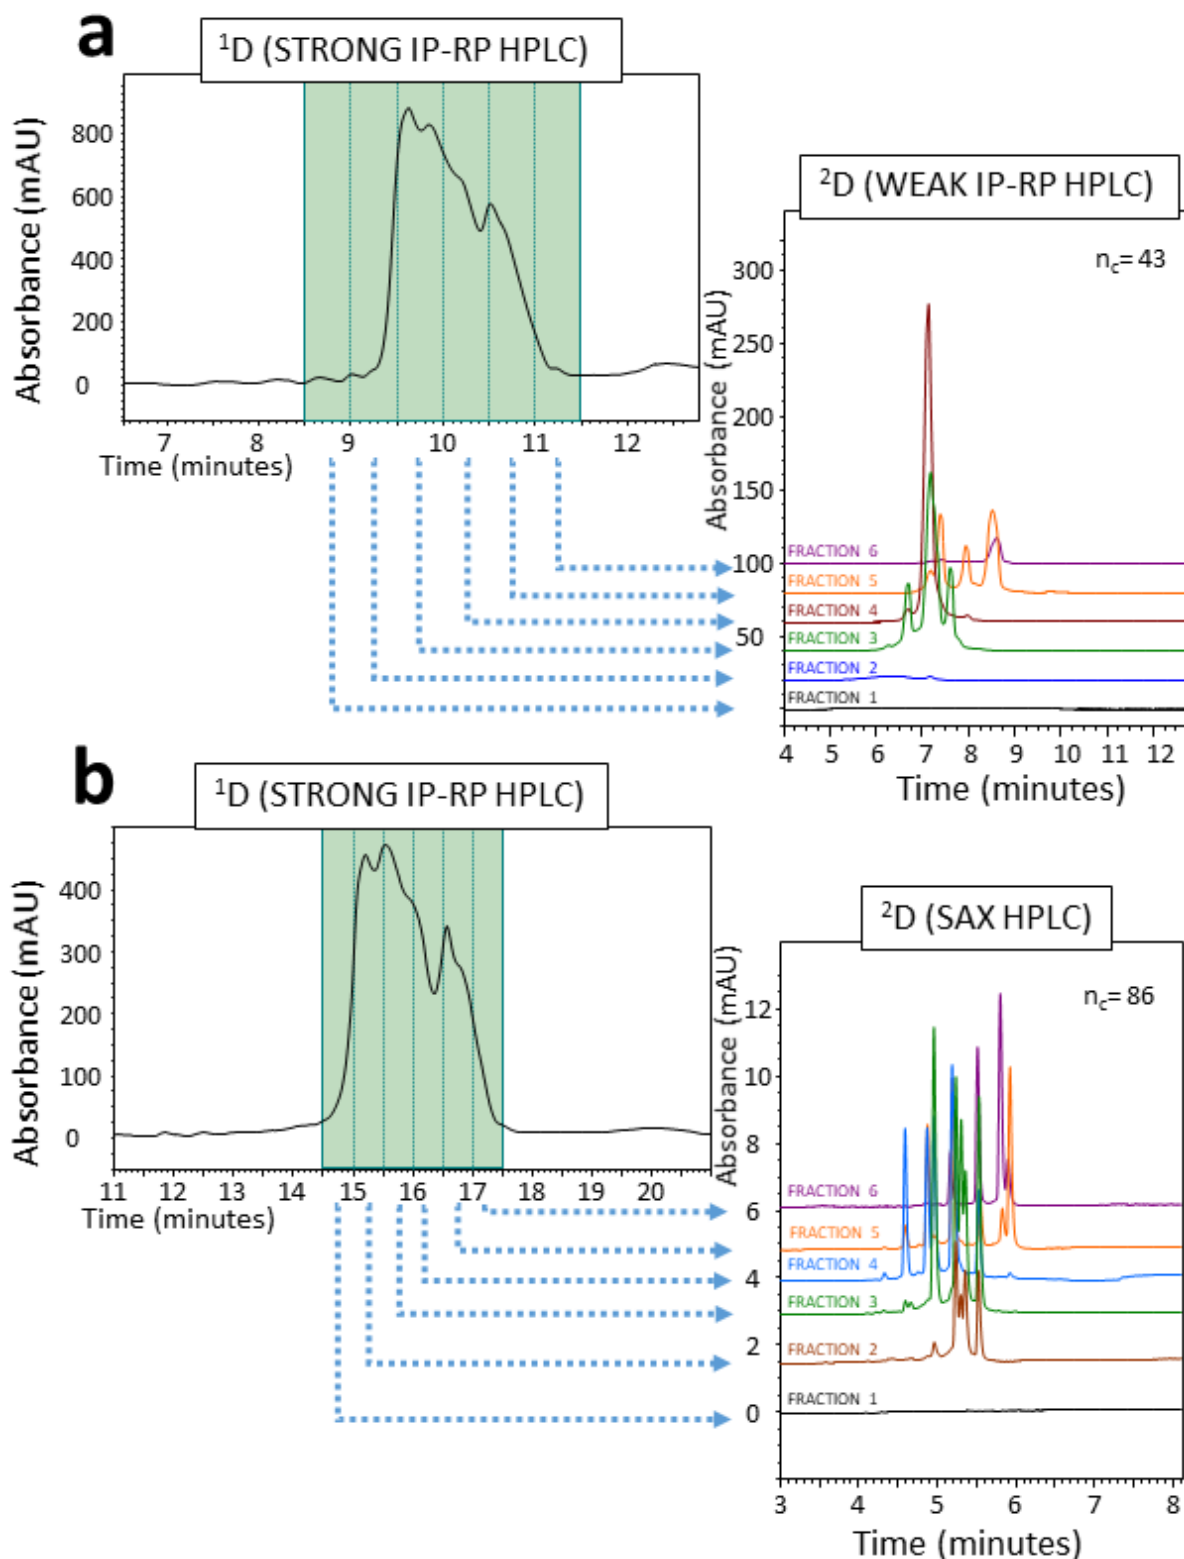 a
¹D (STRONG IP-RP HPLC)
Absorbance (mAU)
800
600
400
200
0
7 8 9 10 11 12
Time (minutes)
²D (WEAK IP-RP HPLC)
n_c= 43
Absorbance (mAU)
300
250
200
150
100
50
FRACTION 6
FRACTION 5
FRACTION 4
FRACTION 3
FRACTION 2
FRACTION 1
4 5 6 7 8 9 10 11 12
Time (minutes)
b
¹D (STRONG IP-RP HPLC)
Absorbance (mAU)
400
300
200
100
0
11 12 13 14 15 16 17 18 19 20
Time (minutes)
²D (SAX HPLC)
n_c= 86
Absorbance (mAU)
12
10
8
6
4
2
0
FRACTION 6
FRACTION 5
FRACTION 4
FRACTION 3
FRACTION 2
FRACTION 1
3 4 5 6 7 8
Time (minutes)